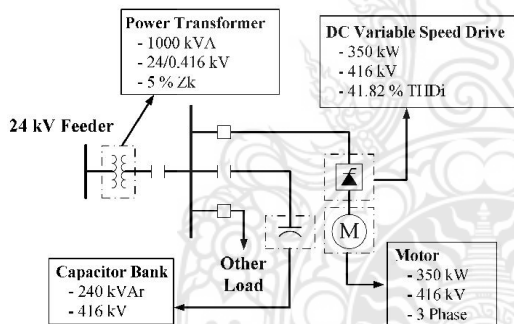 Power Transformer
- 1000 kVA
- 24/0.416 kV
- 5 % Zk
DC Variable Speed Drive
- 350 kW
- 416 kV
- 41.82 % THDi
24 kV Feeder
M
Other
Load
Capacitor Bank
- 240 kVAr
- 416 kV
Motor
- 350 kW
- 416 kV
- 3 Phase